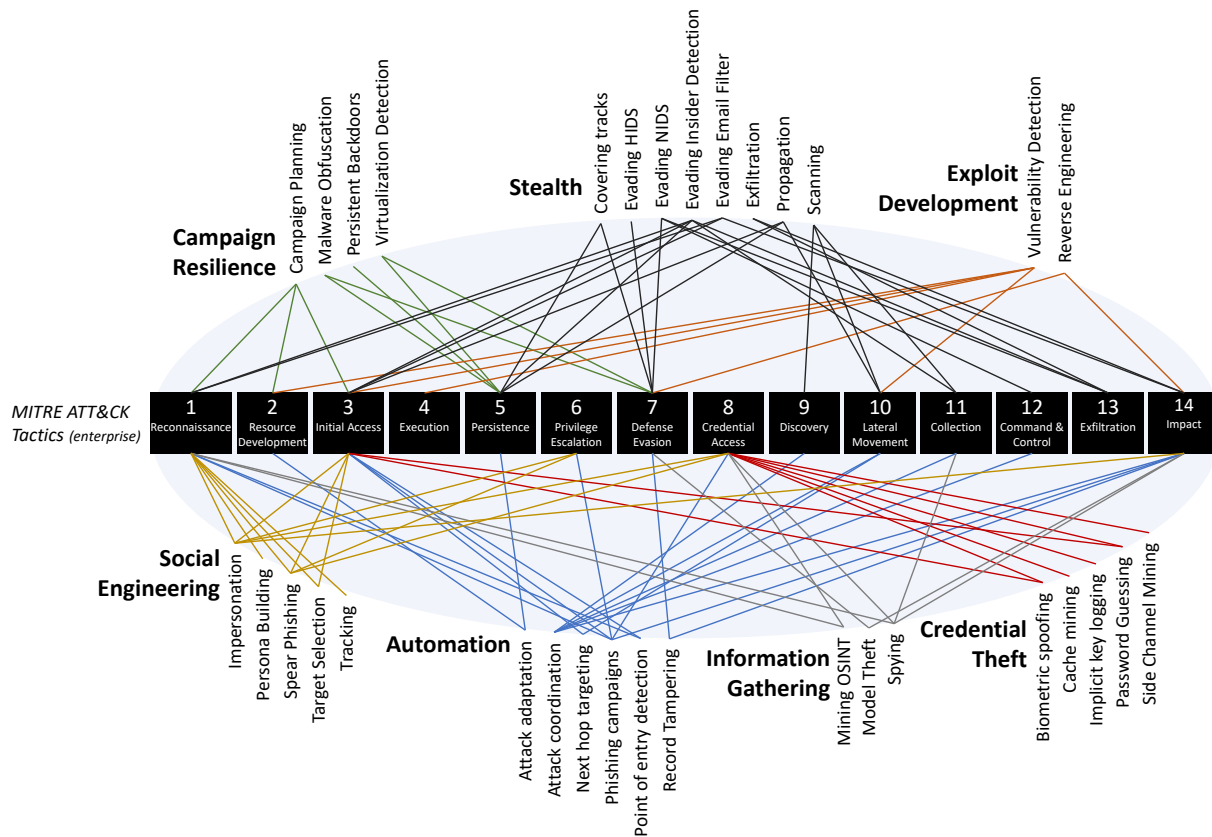 Campaign
Resilience
Campaign Planning
Malware Obfuscation
Persistent Backdoors
Virtualization Detection
Stealth
Covering tracks
Evading HIDS
Evading NIDS
Evading Insider Detection
Evading Email Filter
Exfiltration
Propagation
Scanning
Exploit
Development
Vulnerability Detection
Reverse Engineering
MITRE ATT&CK
Tactics (enterprise)
1
Reconnaissance
2
Resource
Development
3
Initial Access
4
Execution
5
Persistence
6
Privilege
Escalation
7
Defense
Evasion
8
Credential
Access
9
Discovery
10
Lateral
Movement
11
Collection
12
Command &
Control
13
Exfiltration
14
Impact
Social
Engineering
Impersonation
Persona Building
Spear Phishing
Target Selection
Tracking
Automation
Attack adaptation
Attack coordination
Next hop targeting
Phishing campaigns
Point of entry detection
Record Tampering
Information
Gathering
Mining OSINT
Model Theft
Spying
Credential
Theft
Biometric spoofing
Cache mining
Implicit key logging
Password Guessing
Side Channel Mining